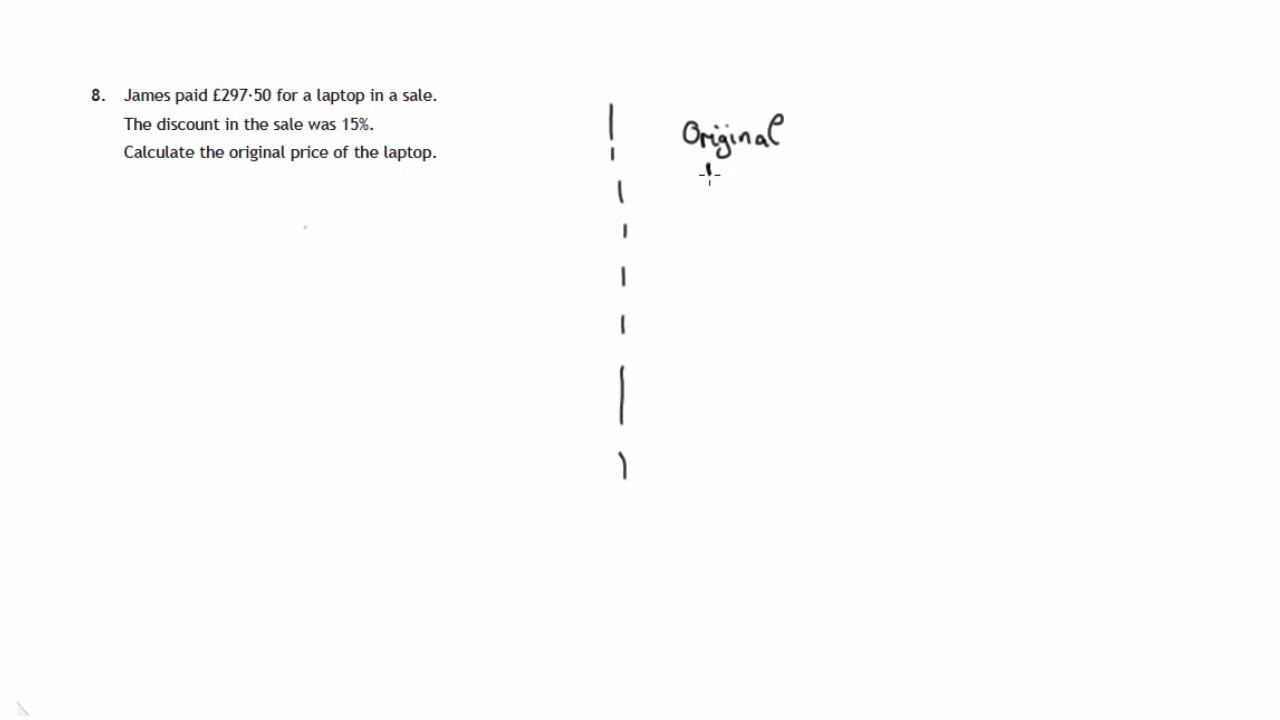 8. James paid £297·50 for a laptop in a sale.
The discount in the sale was 15%.
Calculate the original price of the laptop.
Original